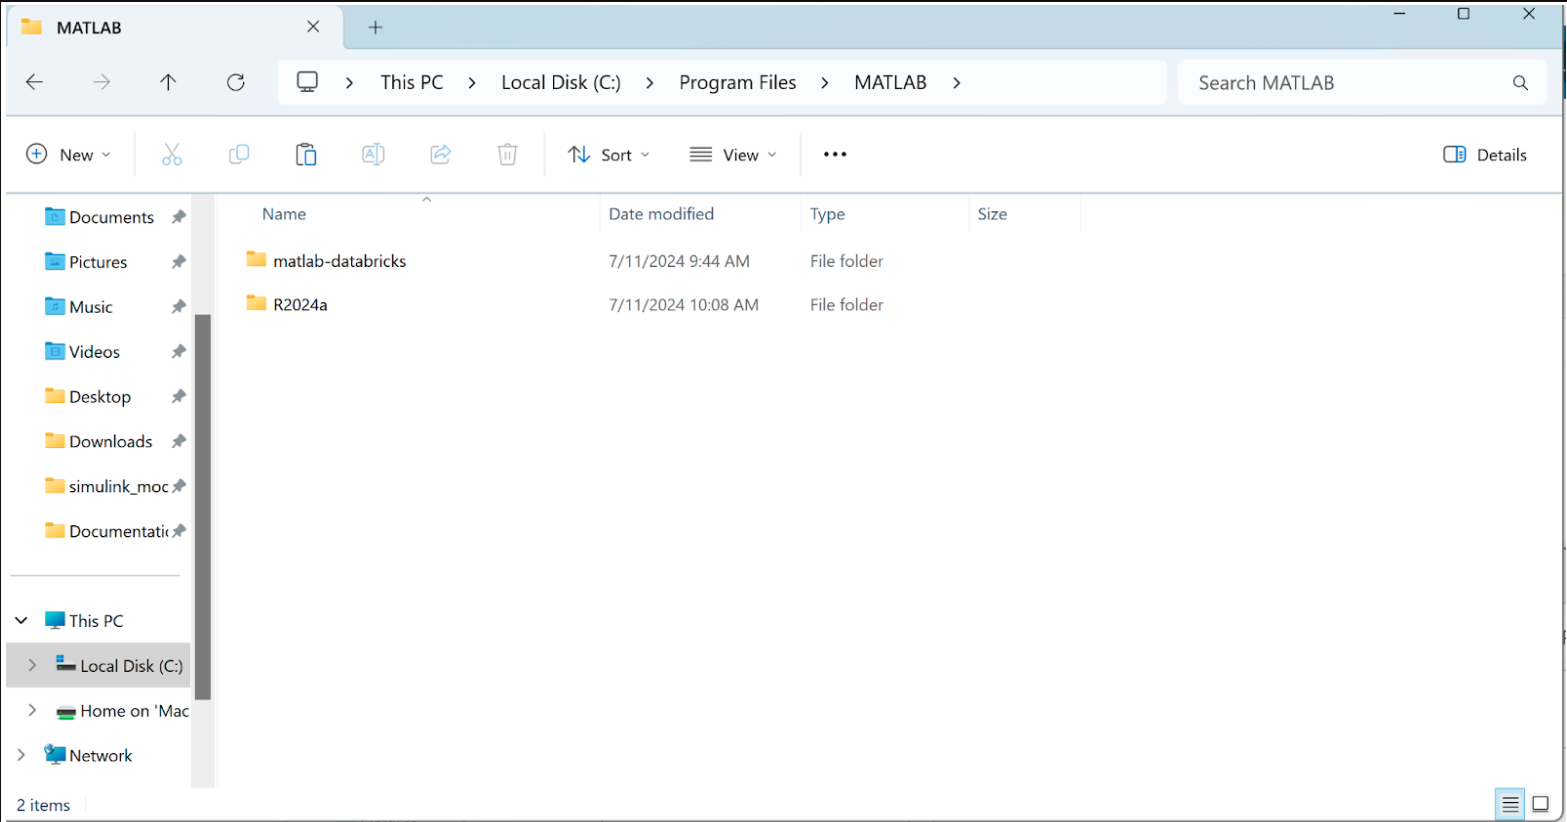 MATLAB
This PC > Local Disk (C:) > Program Files > MATLAB >
Search MATLAB
New
Sort
View
Details
Documents
Pictures
Music
Videos
Desktop
Downloads
simulink_moc
Documentatic
This PC
Local Disk (C:)
Home on 'Mac
Network
Name Date modified Type Size
matlab-databricks 7/11/2024 9:44 AM File folder
R2024a 7/11/2024 10:08 AM File folder
2 items